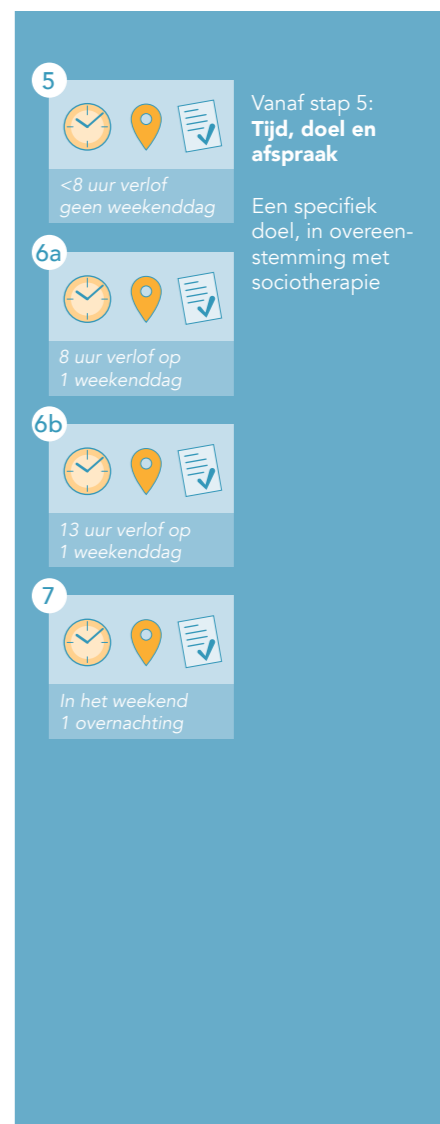 5
<8 uur verlof
geen weekenddag
6a
8 uur verlof op
1 weekenddag
6b
13 uur verlof op
1 weekenddag
7
In het weekend
1 overnachting
Vanaf stap 5:
Tijd, doel en
afspraak
Een specifiek
doel, in overeen-
stemming met
sociotherapie